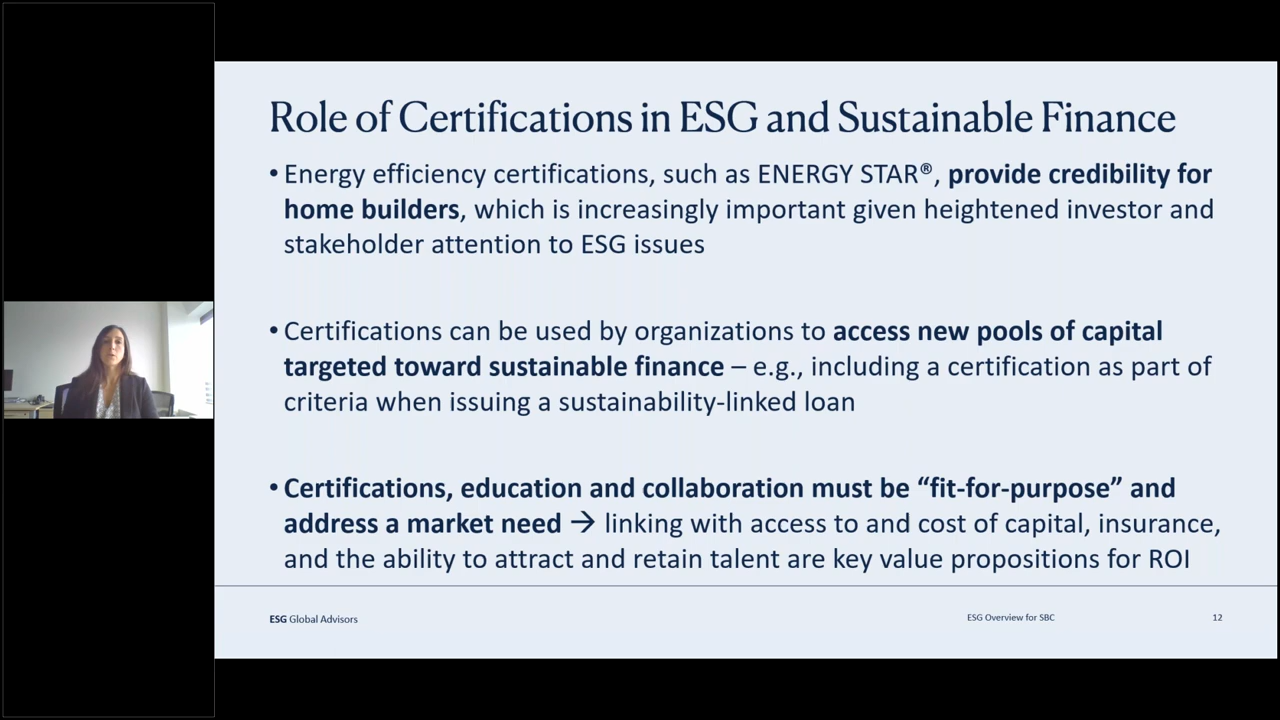 Role of Certifications in ESG and Sustainable Finance
• Energy efficiency certifications, such as ENERGY STAR®, provide credibility for
home builders, which is increasingly important given heightened investor and
stakeholder attention to ESG issues
• Certifications can be used by organizations to access new pools of capital
targeted toward sustainable finance – e.g., including a certification as part of
criteria when issuing a sustainability-linked loan
• Certifications, education and collaboration must be “fit-for-purpose” and
address a market need → linking with access to and cost of capital, insurance,
and the ability to attract and retain talent are key value propositions for ROI
ESG Global Advisors
ESG Overview for SBC
12